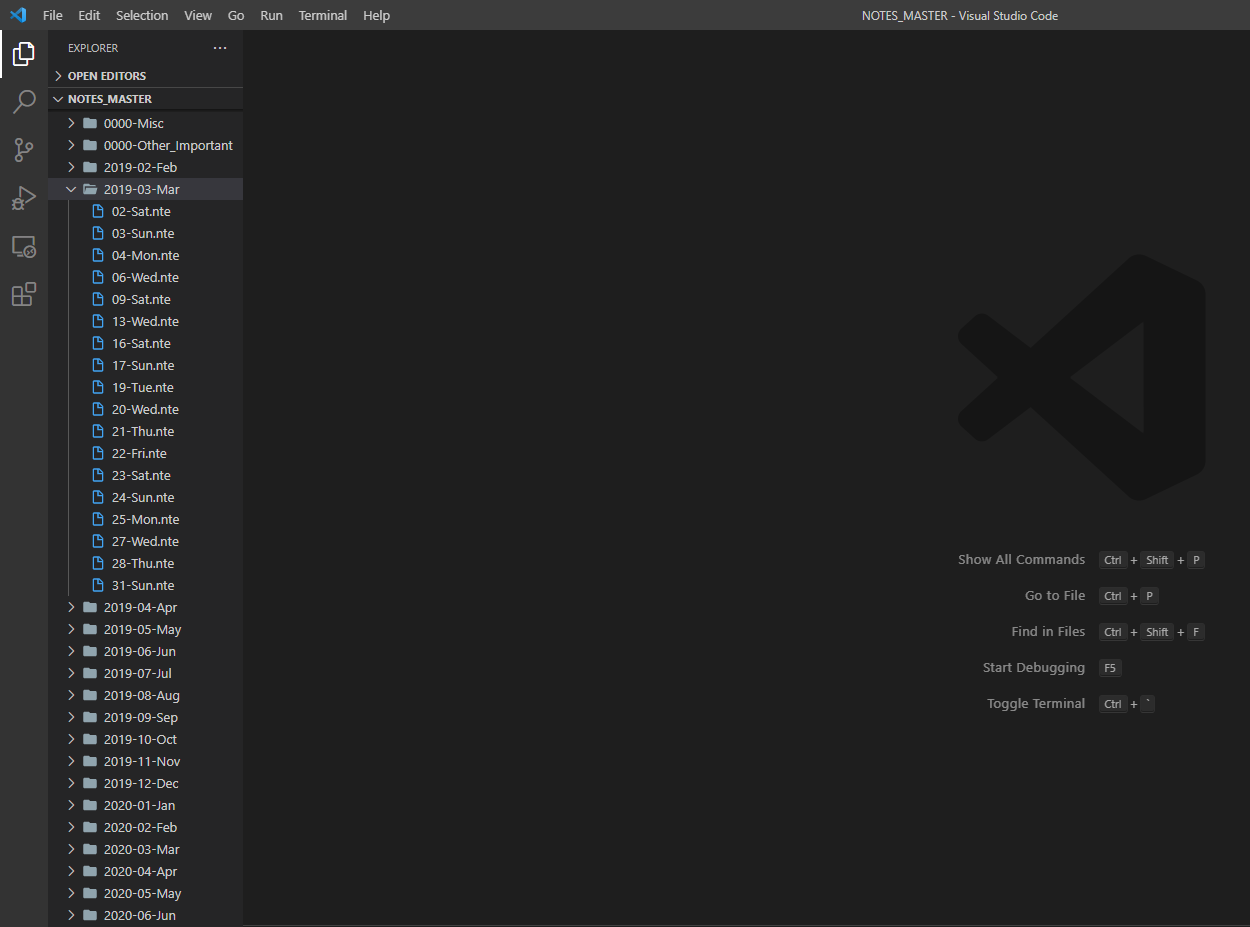 File Edit Selection View Go Run Terminal Help NOTES_MASTER - Visual Studio Code
EXPLORER ...
OPEN EDITORS
NOTES_MASTER
0000-Misc
0000-Other_Important
2019-02-Feb
2019-03-Mar
02-Sat.nte
03-Sun.nte
04-Mon.nte
06-Wed.nte
09-Sat.nte
13-Wed.nte
16-Sat.nte
17-Sun.nte
19-Tue.nte
20-Wed.nte
21-Thu.nte
22-Fri.nte
23-Sat.nte
24-Sun.nte
25-Mon.nte
27-Wed.nte
28-Thu.nte
31-Sun.nte
2019-04-Apr
2019-05-May
2019-06-Jun
2019-07-Jul
2019-08-Aug
2019-09-Sep
2019-10-Oct
2019-11-Nov
2019-12-Dec
2020-01-Jan
2020-02-Feb
2020-03-Mar
2020-04-Apr
2020-05-May
2020-06-Jun
Show All Commands Ctrl + Shift + P
Go to File Ctrl + P
Find in Files Ctrl + Shift + F
Start Debugging F5
Toggle Terminal Ctrl + `